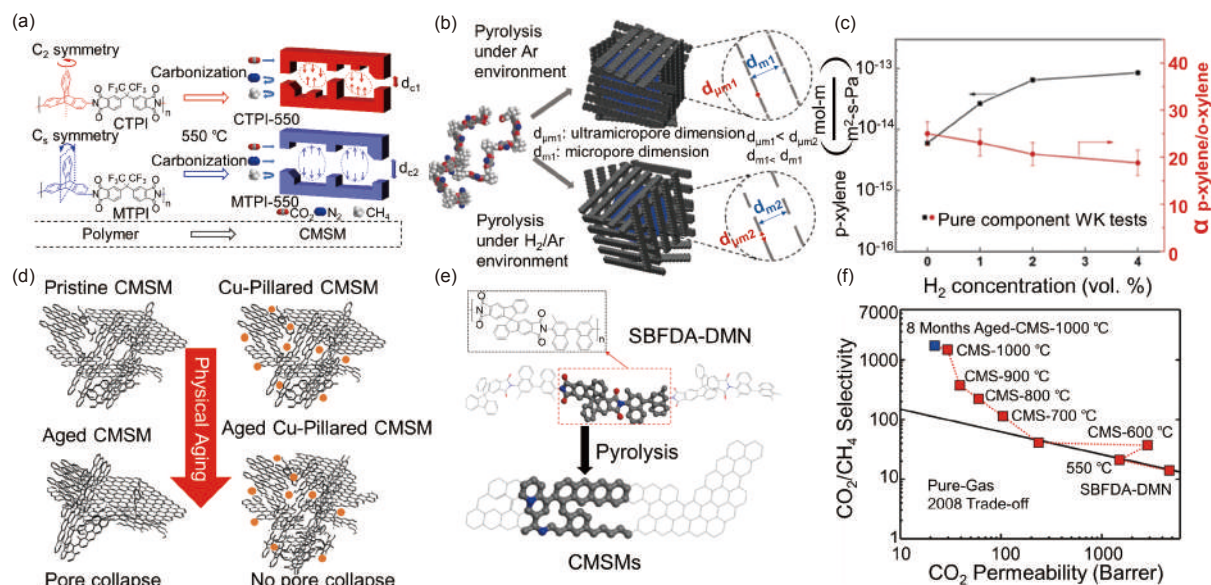 (a)
C2 symmetry
Carbonization
CTPI
CTPI-550
dc1
Cs symmetry
550 °C
Carbonization
MTPI
MTPI-550
dc2
CO2 N2 CH4
Polymer
CMSM
(b)
Pyrolysis
under Ar
environment
dm1
dμm1
dμm1: ultramicropore dimension
dm1: micropore dimension
dμm1< dμm2
dm1< dm1
Pyrolysis
under H2/Ar
environment
dm2
dμm2
(c)
p-xylene (mol-m/m2-s-Pa)
10-13
10-14
10-15
10-16
40
30
25
20
10
0
α p-xylene/o-xylene
Pure component WK tests
0 1 2 3 4
H2 concentration (vol. %)
(d)
Pristine CMSM
Cu-Pillared CMSM
Physical Aging
Aged CMSM
Aged Cu-Pillared CMSM
Pore collapse
No pore collapse
(e)
SBFDA-DMN
Pyrolysis
CMSMs
(f)
CO2/CH4 Selectivity
7000
1000
100
10
1
8 Months Aged-CMS-1000 °C
CMS-1000 °C
CMS-900 °C
CMS-800 °C
CMS-700 °C
CMS-600 °C
550 °C
SBFDA-DMN
Pure-Gas
2008 Trade-off
10 100 1000 5000
CO2 Permeability (Barrer)